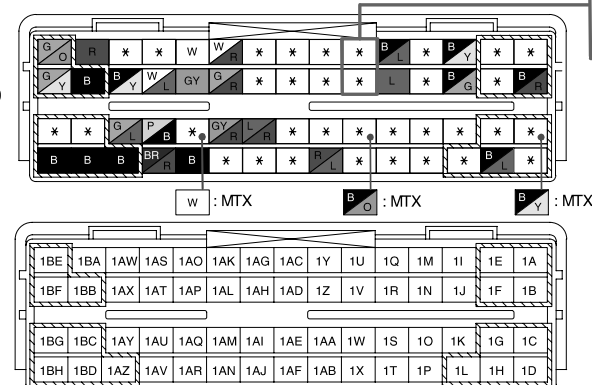 G O R * * W W R * * * * B L * B Y * *
G Y B B Y W L GY G R * * * * L * B G * B R
* * G L P B * GY R L R * * * * * * * *
B B B BR R B * * * R L * * * * B L *
W : MTX B O : MTX B Y : MTX
1BE 1BA 1AW 1AS 1AO 1AK 1AG 1AC 1Y 1U 1Q 1M 1I 1E 1A
1BF 1BB 1AX 1AT 1AP 1AL 1AH 1AD 1Z 1V 1R 1N 1J 1F 1B
1BG 1BC 1AY 1AU 1AQ 1AM 1AI 1AE 1AA 1W 1S 1O 1K 1G 1C
1BH 1BD 1AZ 1AV 1AR 1AN 1AJ 1AF 1AB 1X 1T 1P 1L 1H 1D